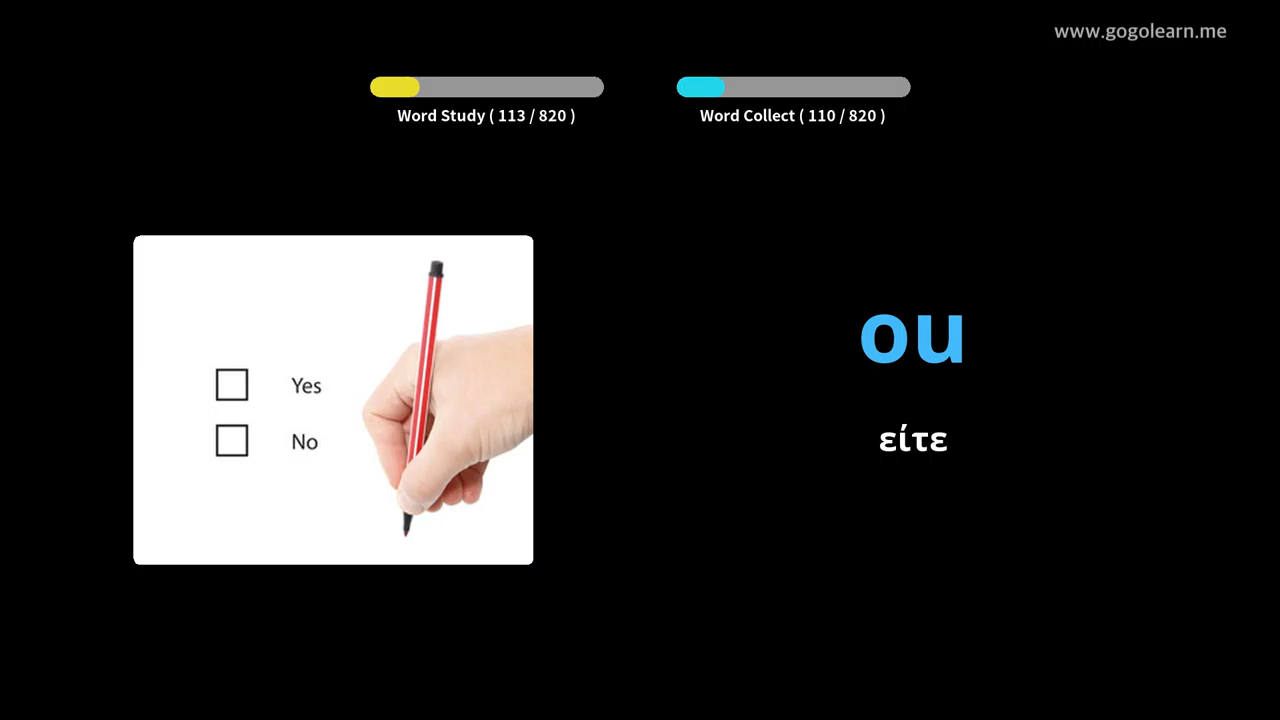 www.gogolearn.me
Word Study ( 113 / 820 )
Word Collect ( 110 / 820 )
Yes
No
ou
είτε